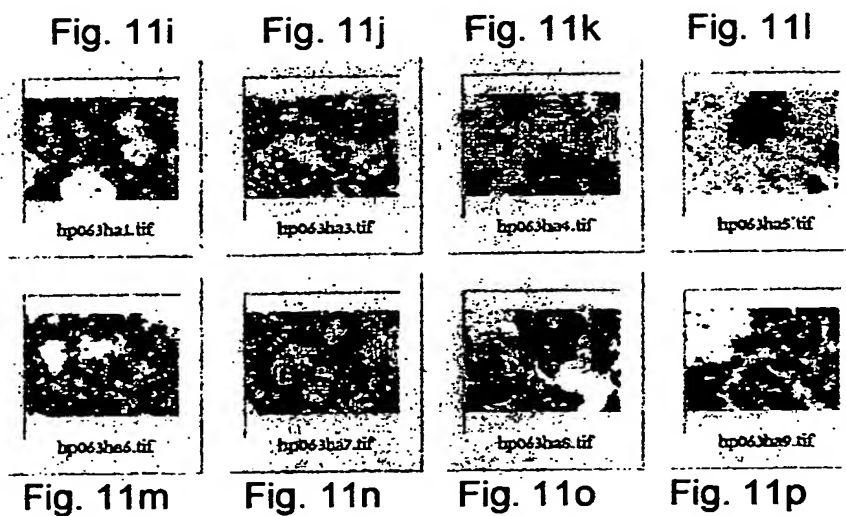 Fig. 11i Fig. 11j Fig. 11k Fig. 11l
hp063ha1.tif hp063ha3.tif hp063ha4.tif hp063ha5.tif
hp063ha6.tif hp063ha7.tif hp063ha8.tif hp063ha9.tif
Fig. 11m Fig. 11n Fig. 11o Fig. 11p